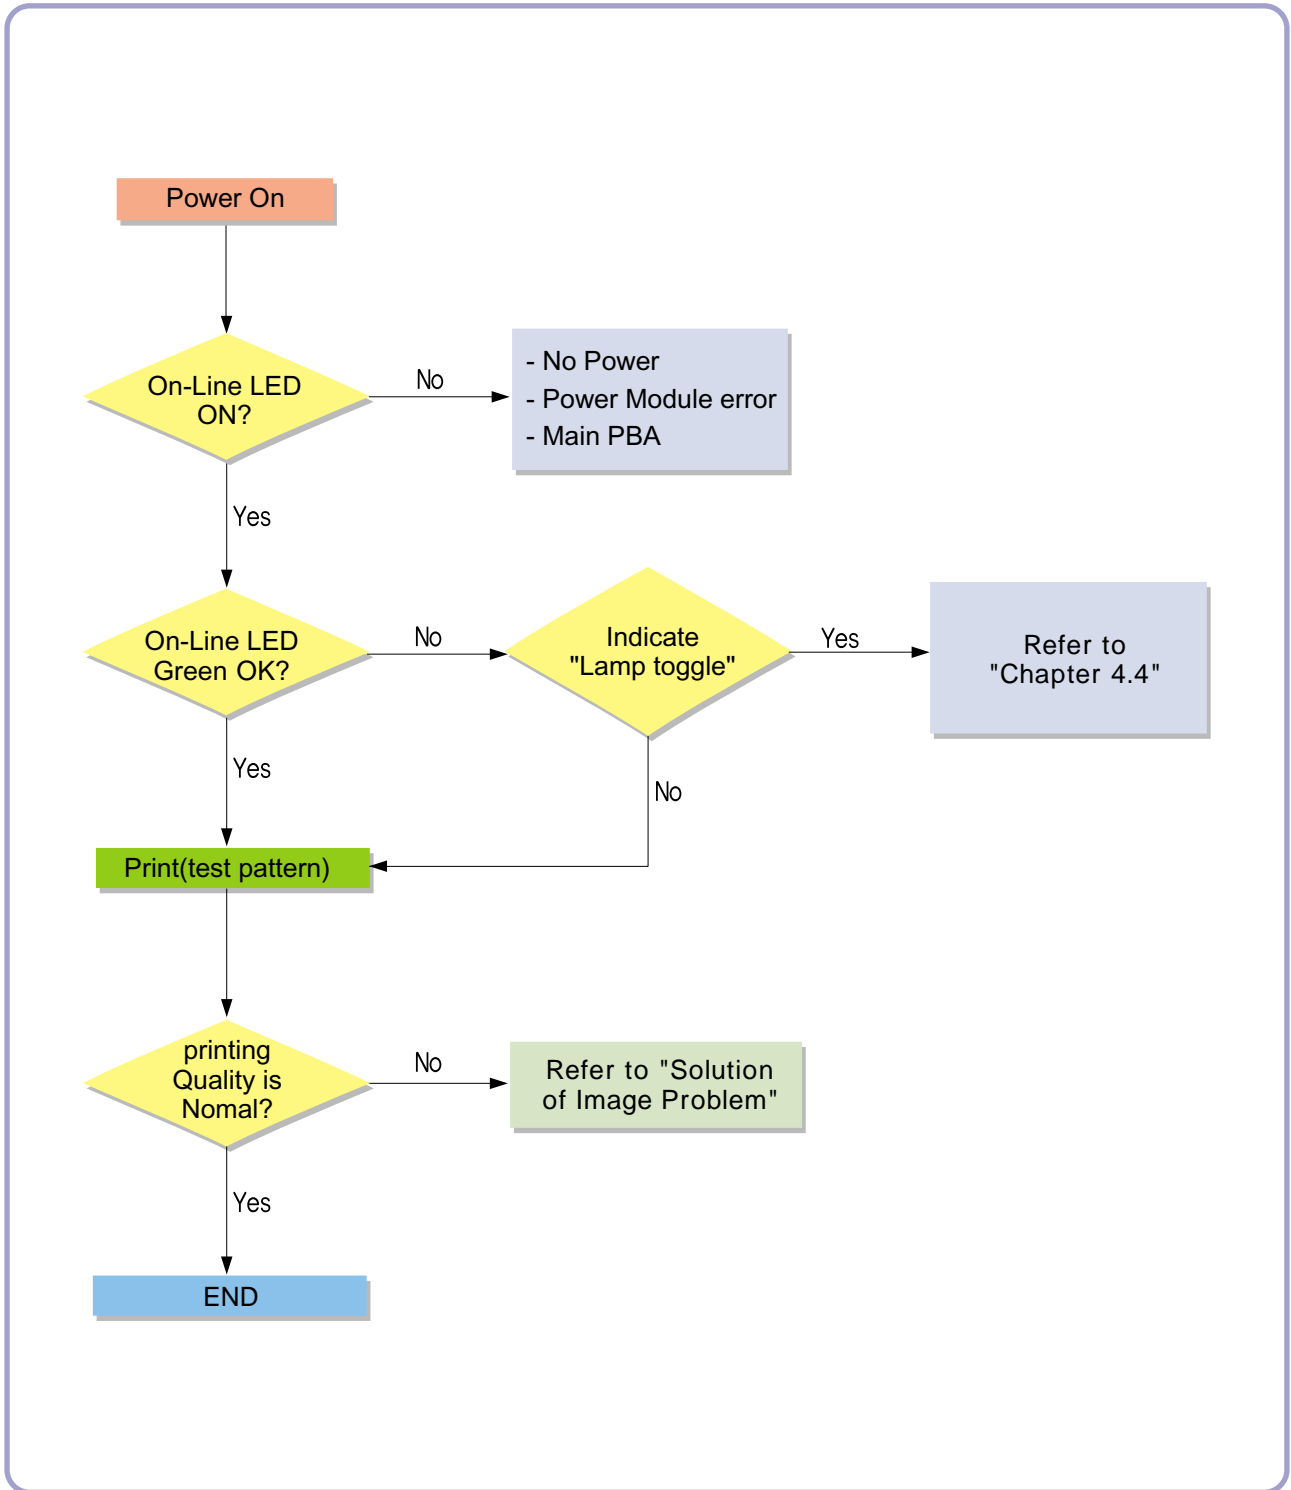 Power On
On-Line LED
ON?
No
- No Power
- Power Module error
- Main PBA
Yes
On-Line LED
Green OK?
No
Indicate
"Lamp toggle"
Yes
Refer to
"Chapter 4.4"
Yes
No
Print(test pattern)
printing
Quality is
Nomal?
No
Refer to "Solution
of Image Problem"
Yes
END